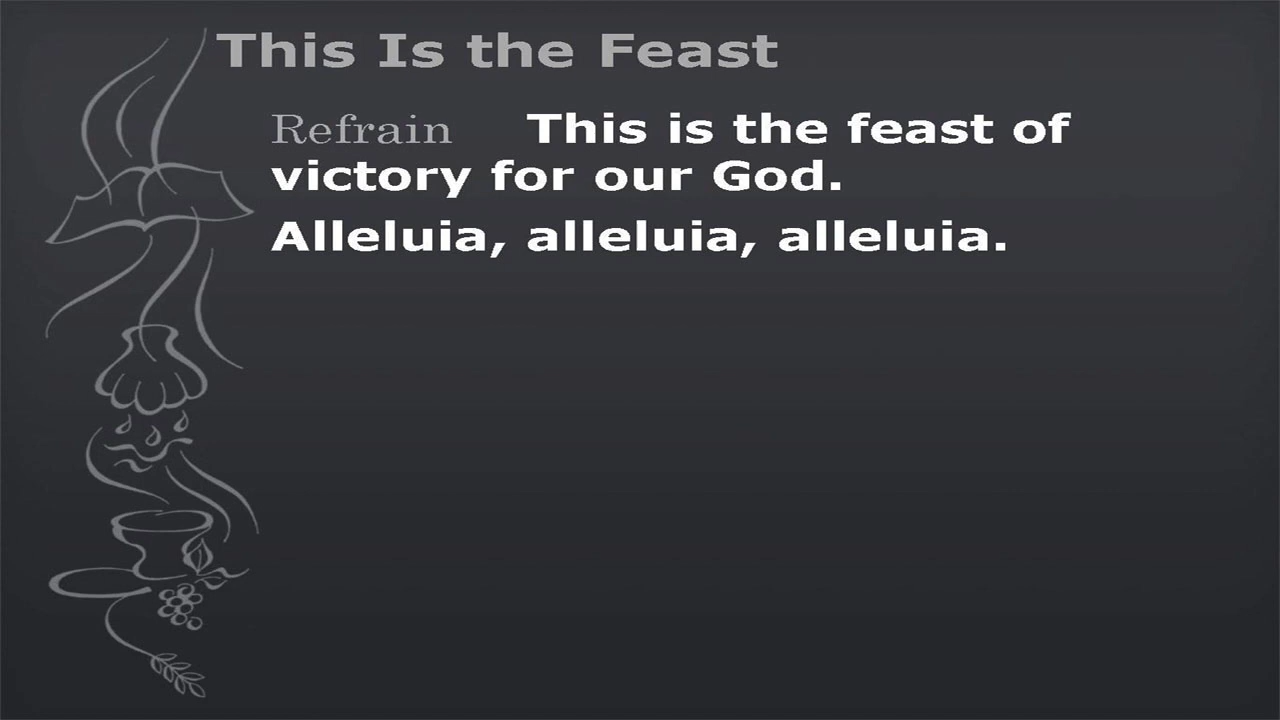 This Is the Feast
Refrain This is the feast of
victory for our God.
Alleluia, alleluia, alleluia.